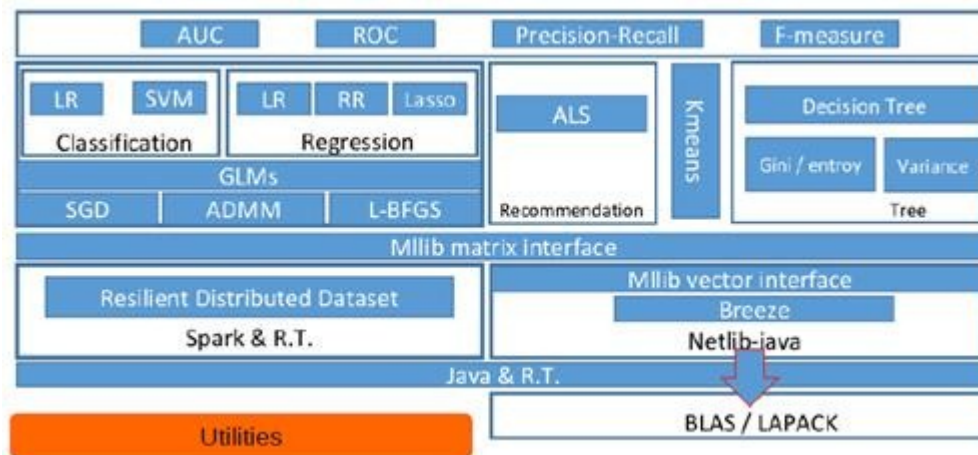 AUC ROC Precision-Recall F-measure
LR SVM
Classification
LR RR Lasso
Regression
GLMs
SGD ADMM L-BFGS
ALS
Recommendation
Kmeans
Decision Tree
Gini / entroy Variance
Tree
Mllib matrix interface
Resilient Distributed Dataset
Spark & R.T.
Mllib vector interface
Breeze
Netlib-java
Java & R.T.
BLAS / LAPACK
Utilities